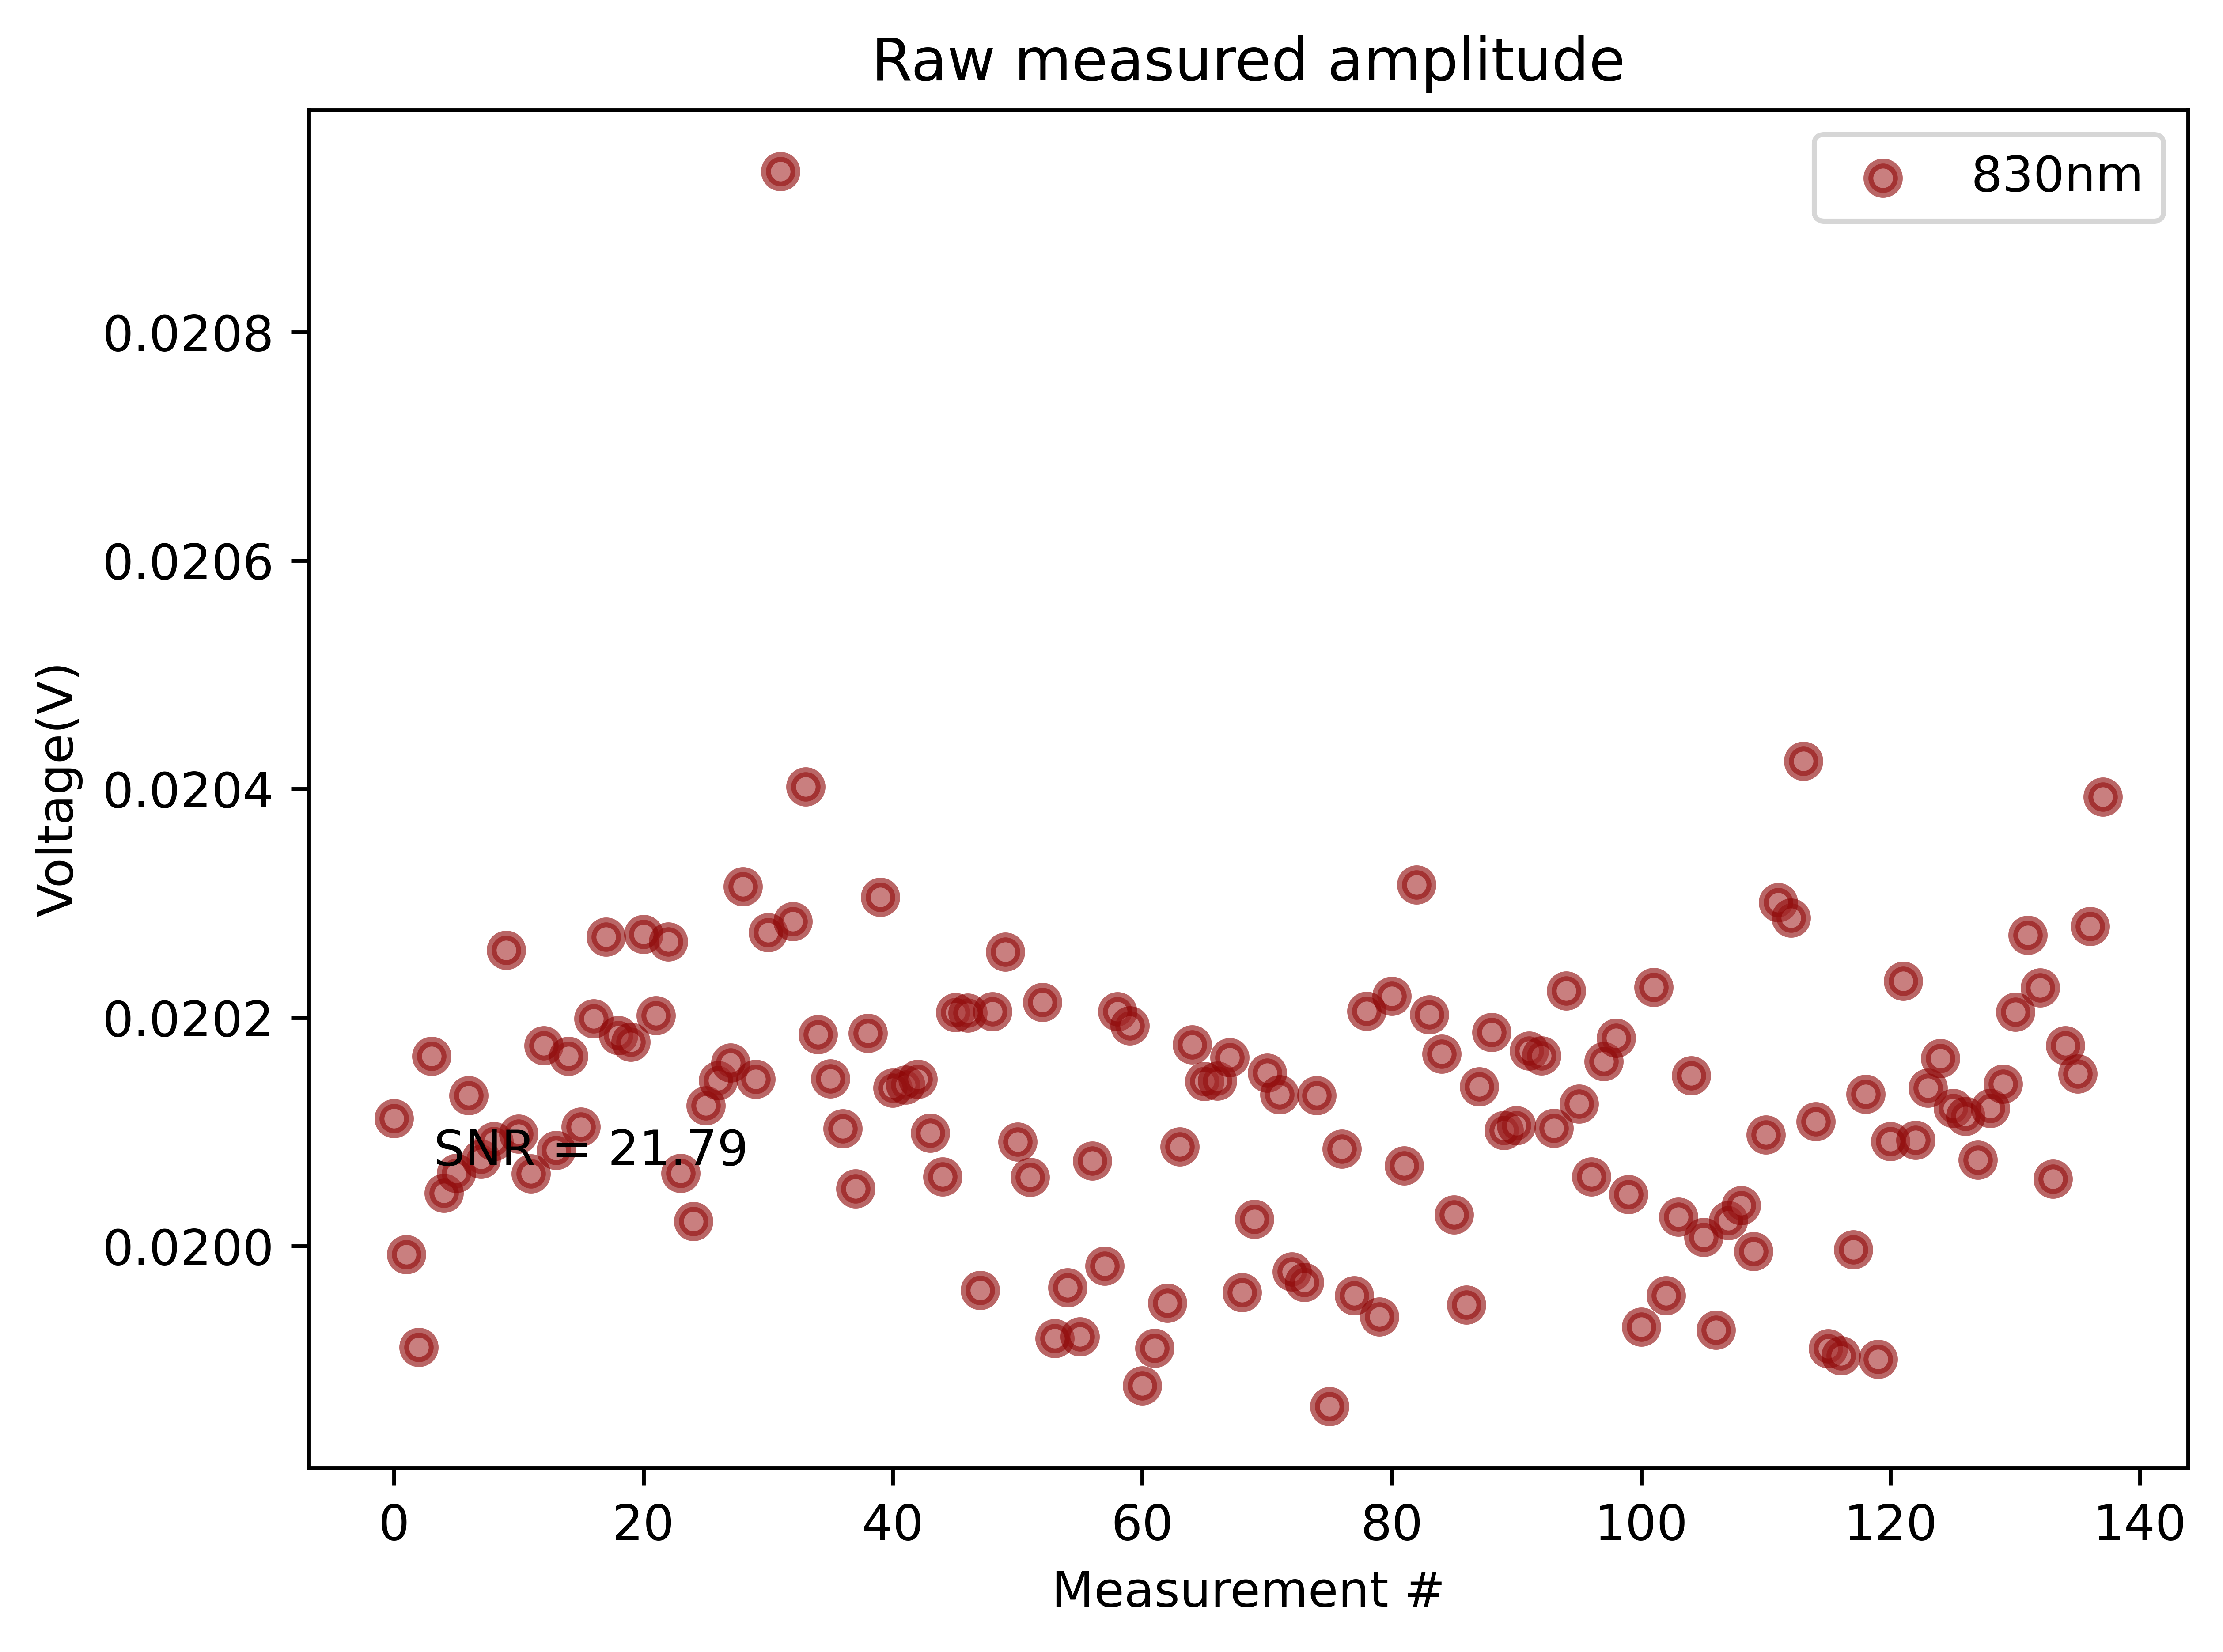 Raw measured amplitude
830nm
0.0208
0.0206
0.0204
0.0202
0.0200
Voltage(V)
SNR = 21.79
0 20 40 60 80 100 120 140
Measurement #